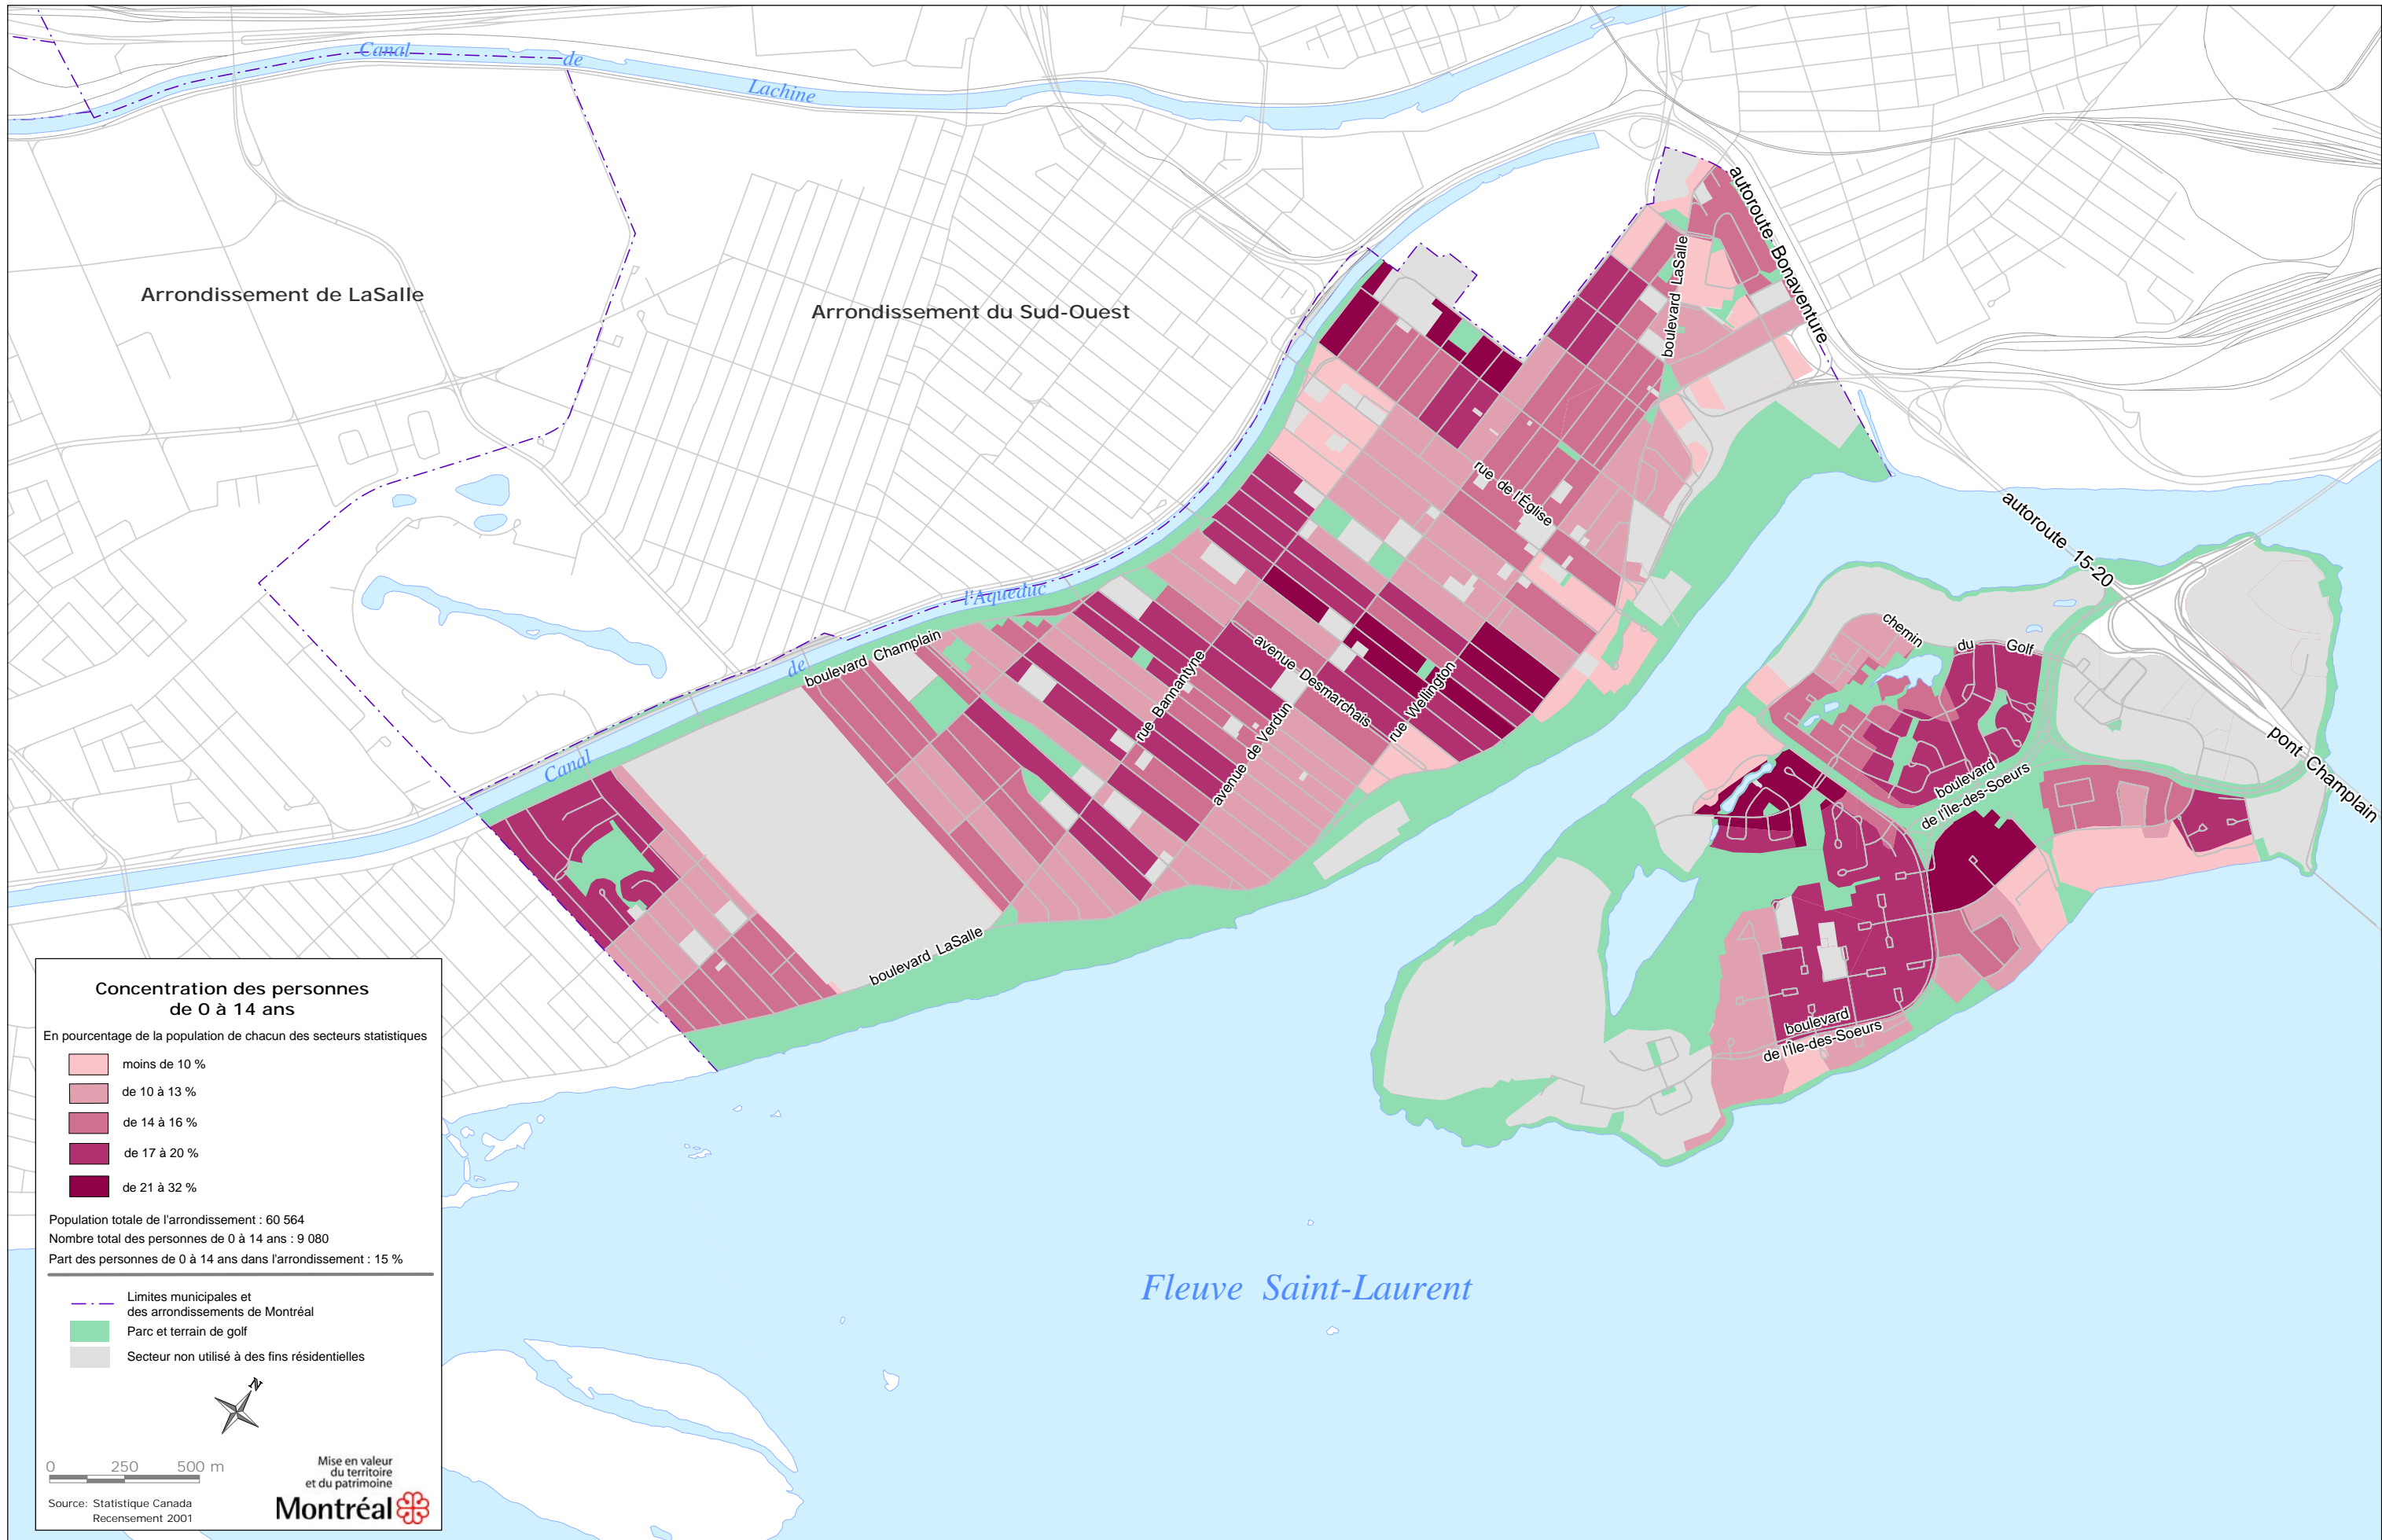 Canal
de
Lachine
Arrondissement de LaSalle
Arrondissement du Sud-Ouest
autoroute Bonaventure
boulevard LaSalle
rue de l'Église
autoroute 15-20
l'Aqueduc
de
Canal
boulevard Champlain
rue Bannantyne
avenue Desmarchais
avenue de Verdun
rue Wellington
boulevard LaSalle
chemin
du
Golf
boulevard
de l'Île-des-Soeurs
pont Champlain
boulevard
de l'Île-des-Soeurs
Fleuve Saint-Laurent
Concentration des personnes
de 0 à 14 ans
En pourcentage de la population de chacun des secteurs statistiques
moins de 10 %
de 10 à 13 %
de 14 à 16 %
de 17 à 20 %
de 21 à 32 %
Population totale de l'arrondissement : 60 564
Nombre total des personnes de 0 à 14 ans : 9 080
Part des personnes de 0 à 14 ans dans l'arrondissement : 15 %
Limites municipales et
des arrondissements de Montréal
Parc et terrain de golf
Secteur non utilisé à des fins résidentielles
N
0 250 500 m
Source: Statistique Canada
Recensement 2001
Mise en valeur
du territoire
et du patrimoine
Montréal